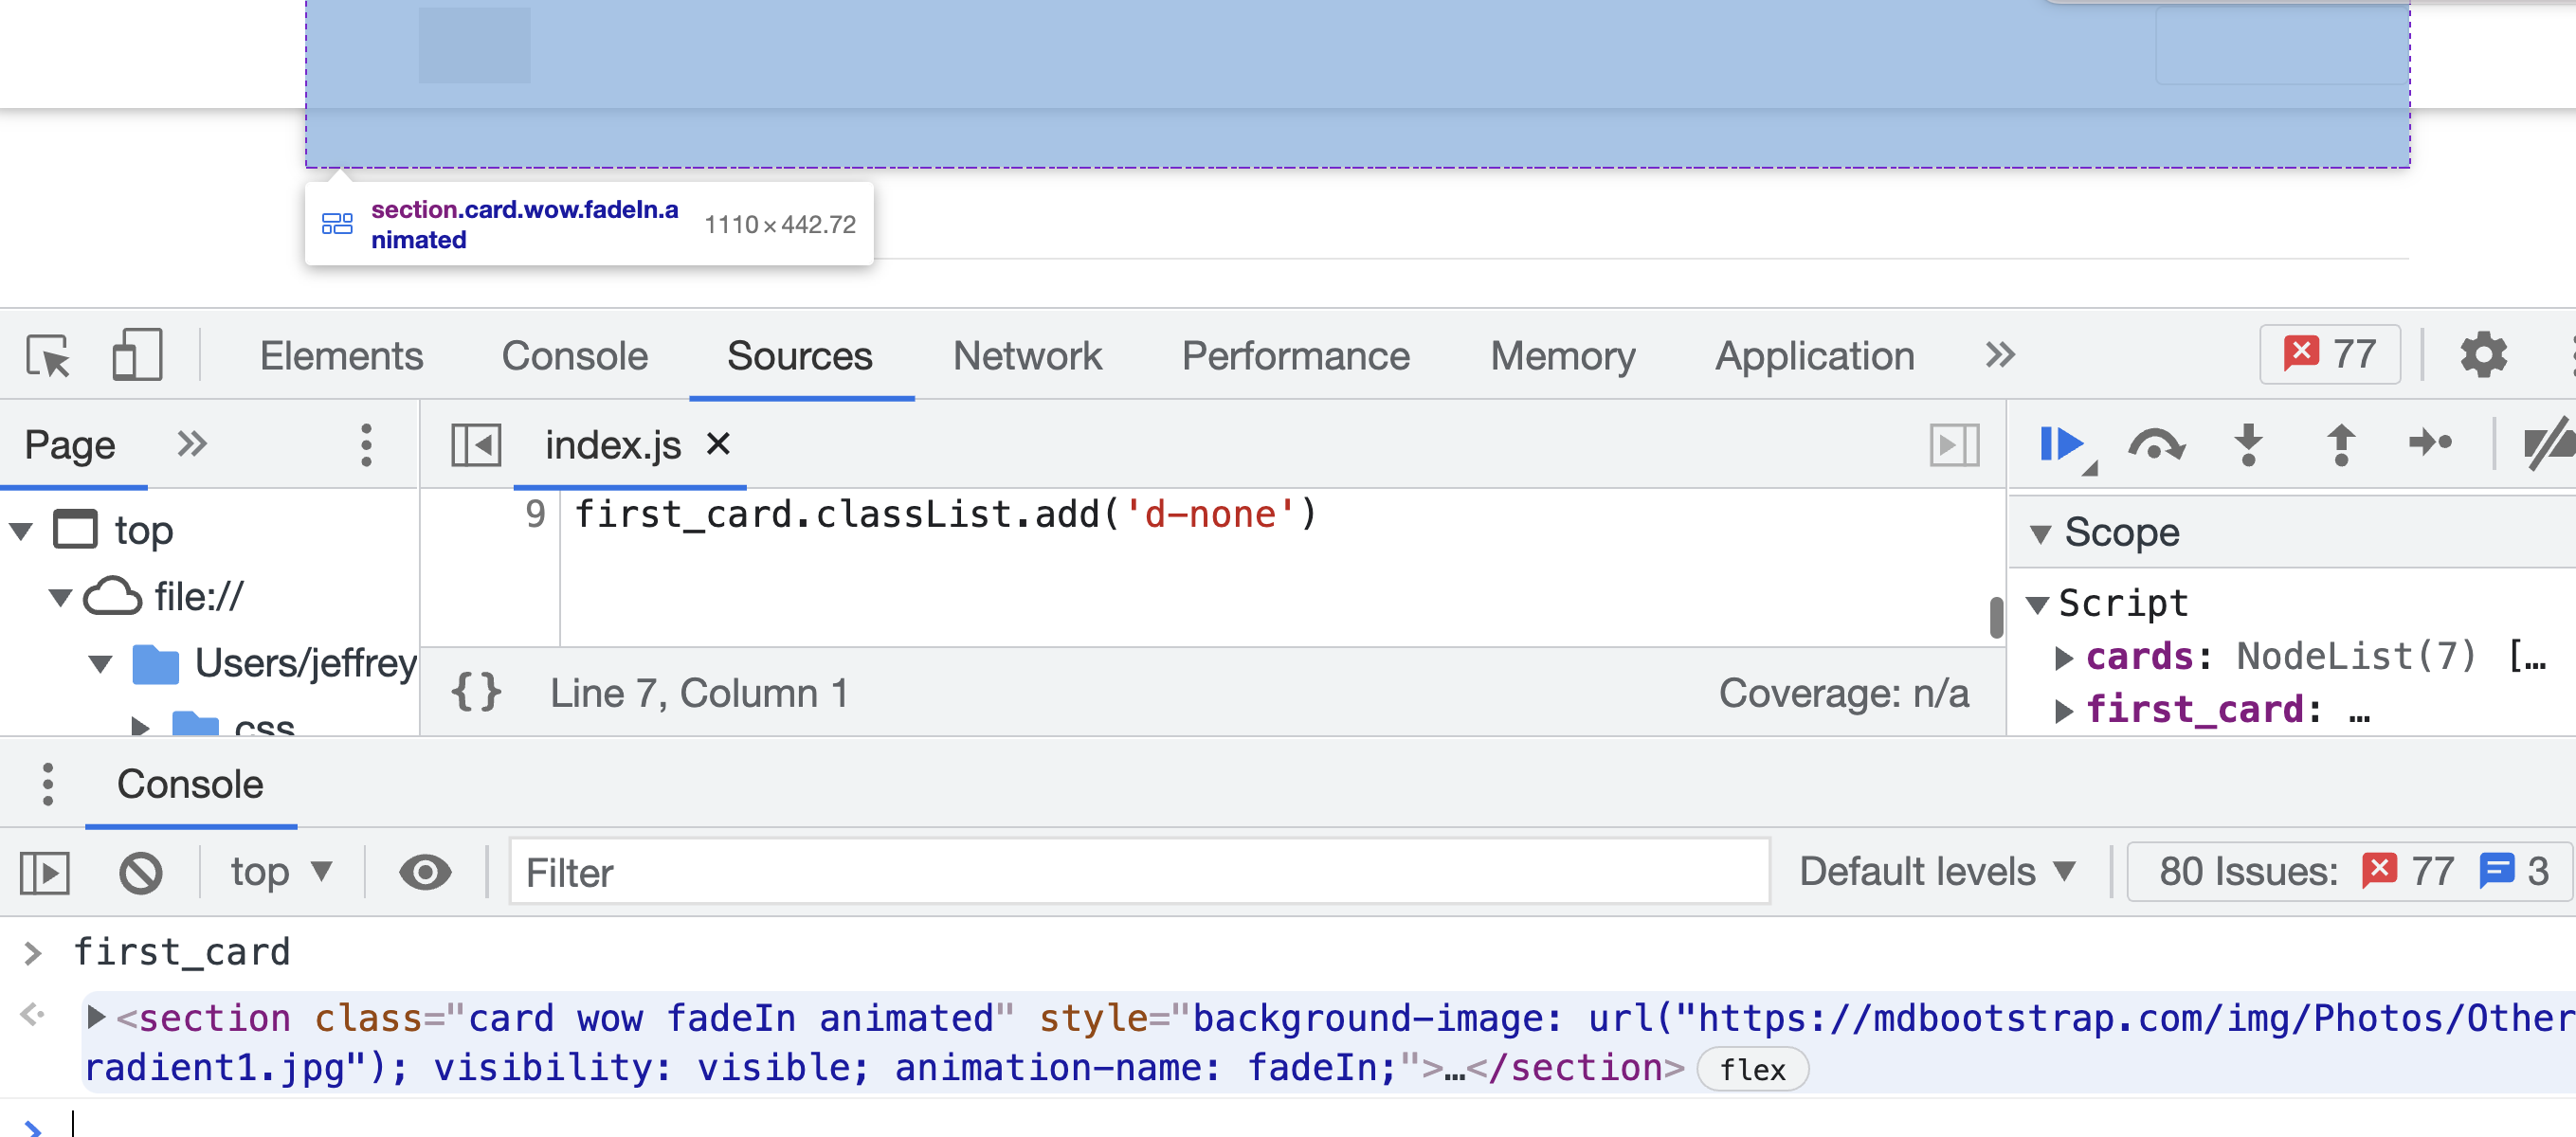 section.card.wow.fadeIn.a
nimated
1110 × 442.72
Elements Console Sources Network Performance Memory Application 77
Page index.js
9 first_card.classList.add('d-none')
top
file://
Users/jeffrey
css
{} Line 7, Column 1 Coverage: n/a
Scope
Script
cards: NodeList(7) […
first_card: …
Console
top Filter Default levels 80 Issues: 77 3
first_card
<section class="card wow fadeIn animated" style="background-image: url("https://mdbootstrap.com/img/Photos/Other
radient1.jpg"); visibility: visible; animation-name: fadeIn;">…</section> flex